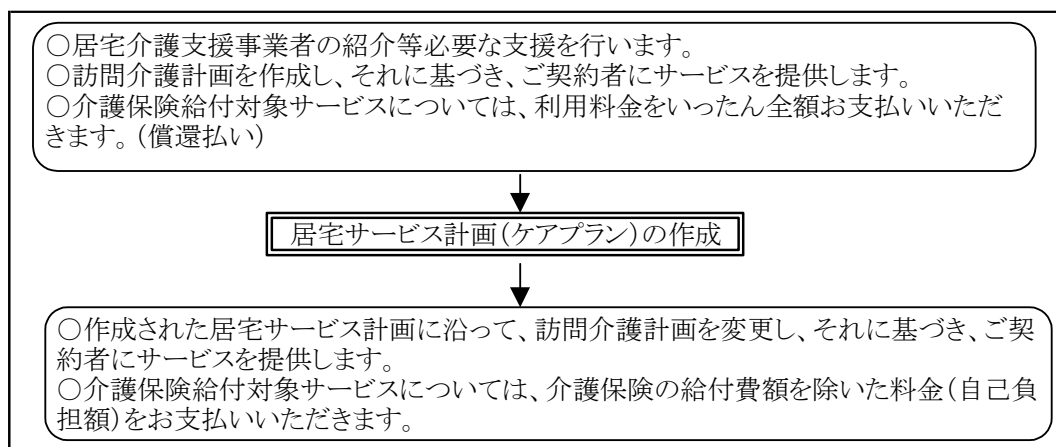 ○居宅介護支援事業者の紹介等必要な支援を行います。
○訪問介護計画を作成し、それに基づき、ご契約者にサービスを提供します。
○介護保険給付対象サービスについては、利用料金をいったん全額お支払いいただ
きます。(償還払い)
居宅サービス計画(ケアプラン)の作成
○作成された居宅サービス計画に沿って、訪問介護計画を変更し、それに基づき、ご契
約者にサービスを提供します。
○介護保険給付対象サービスについては、介護保険の給付費額を除いた料金(自己負
担額)をお支払いいただきます。